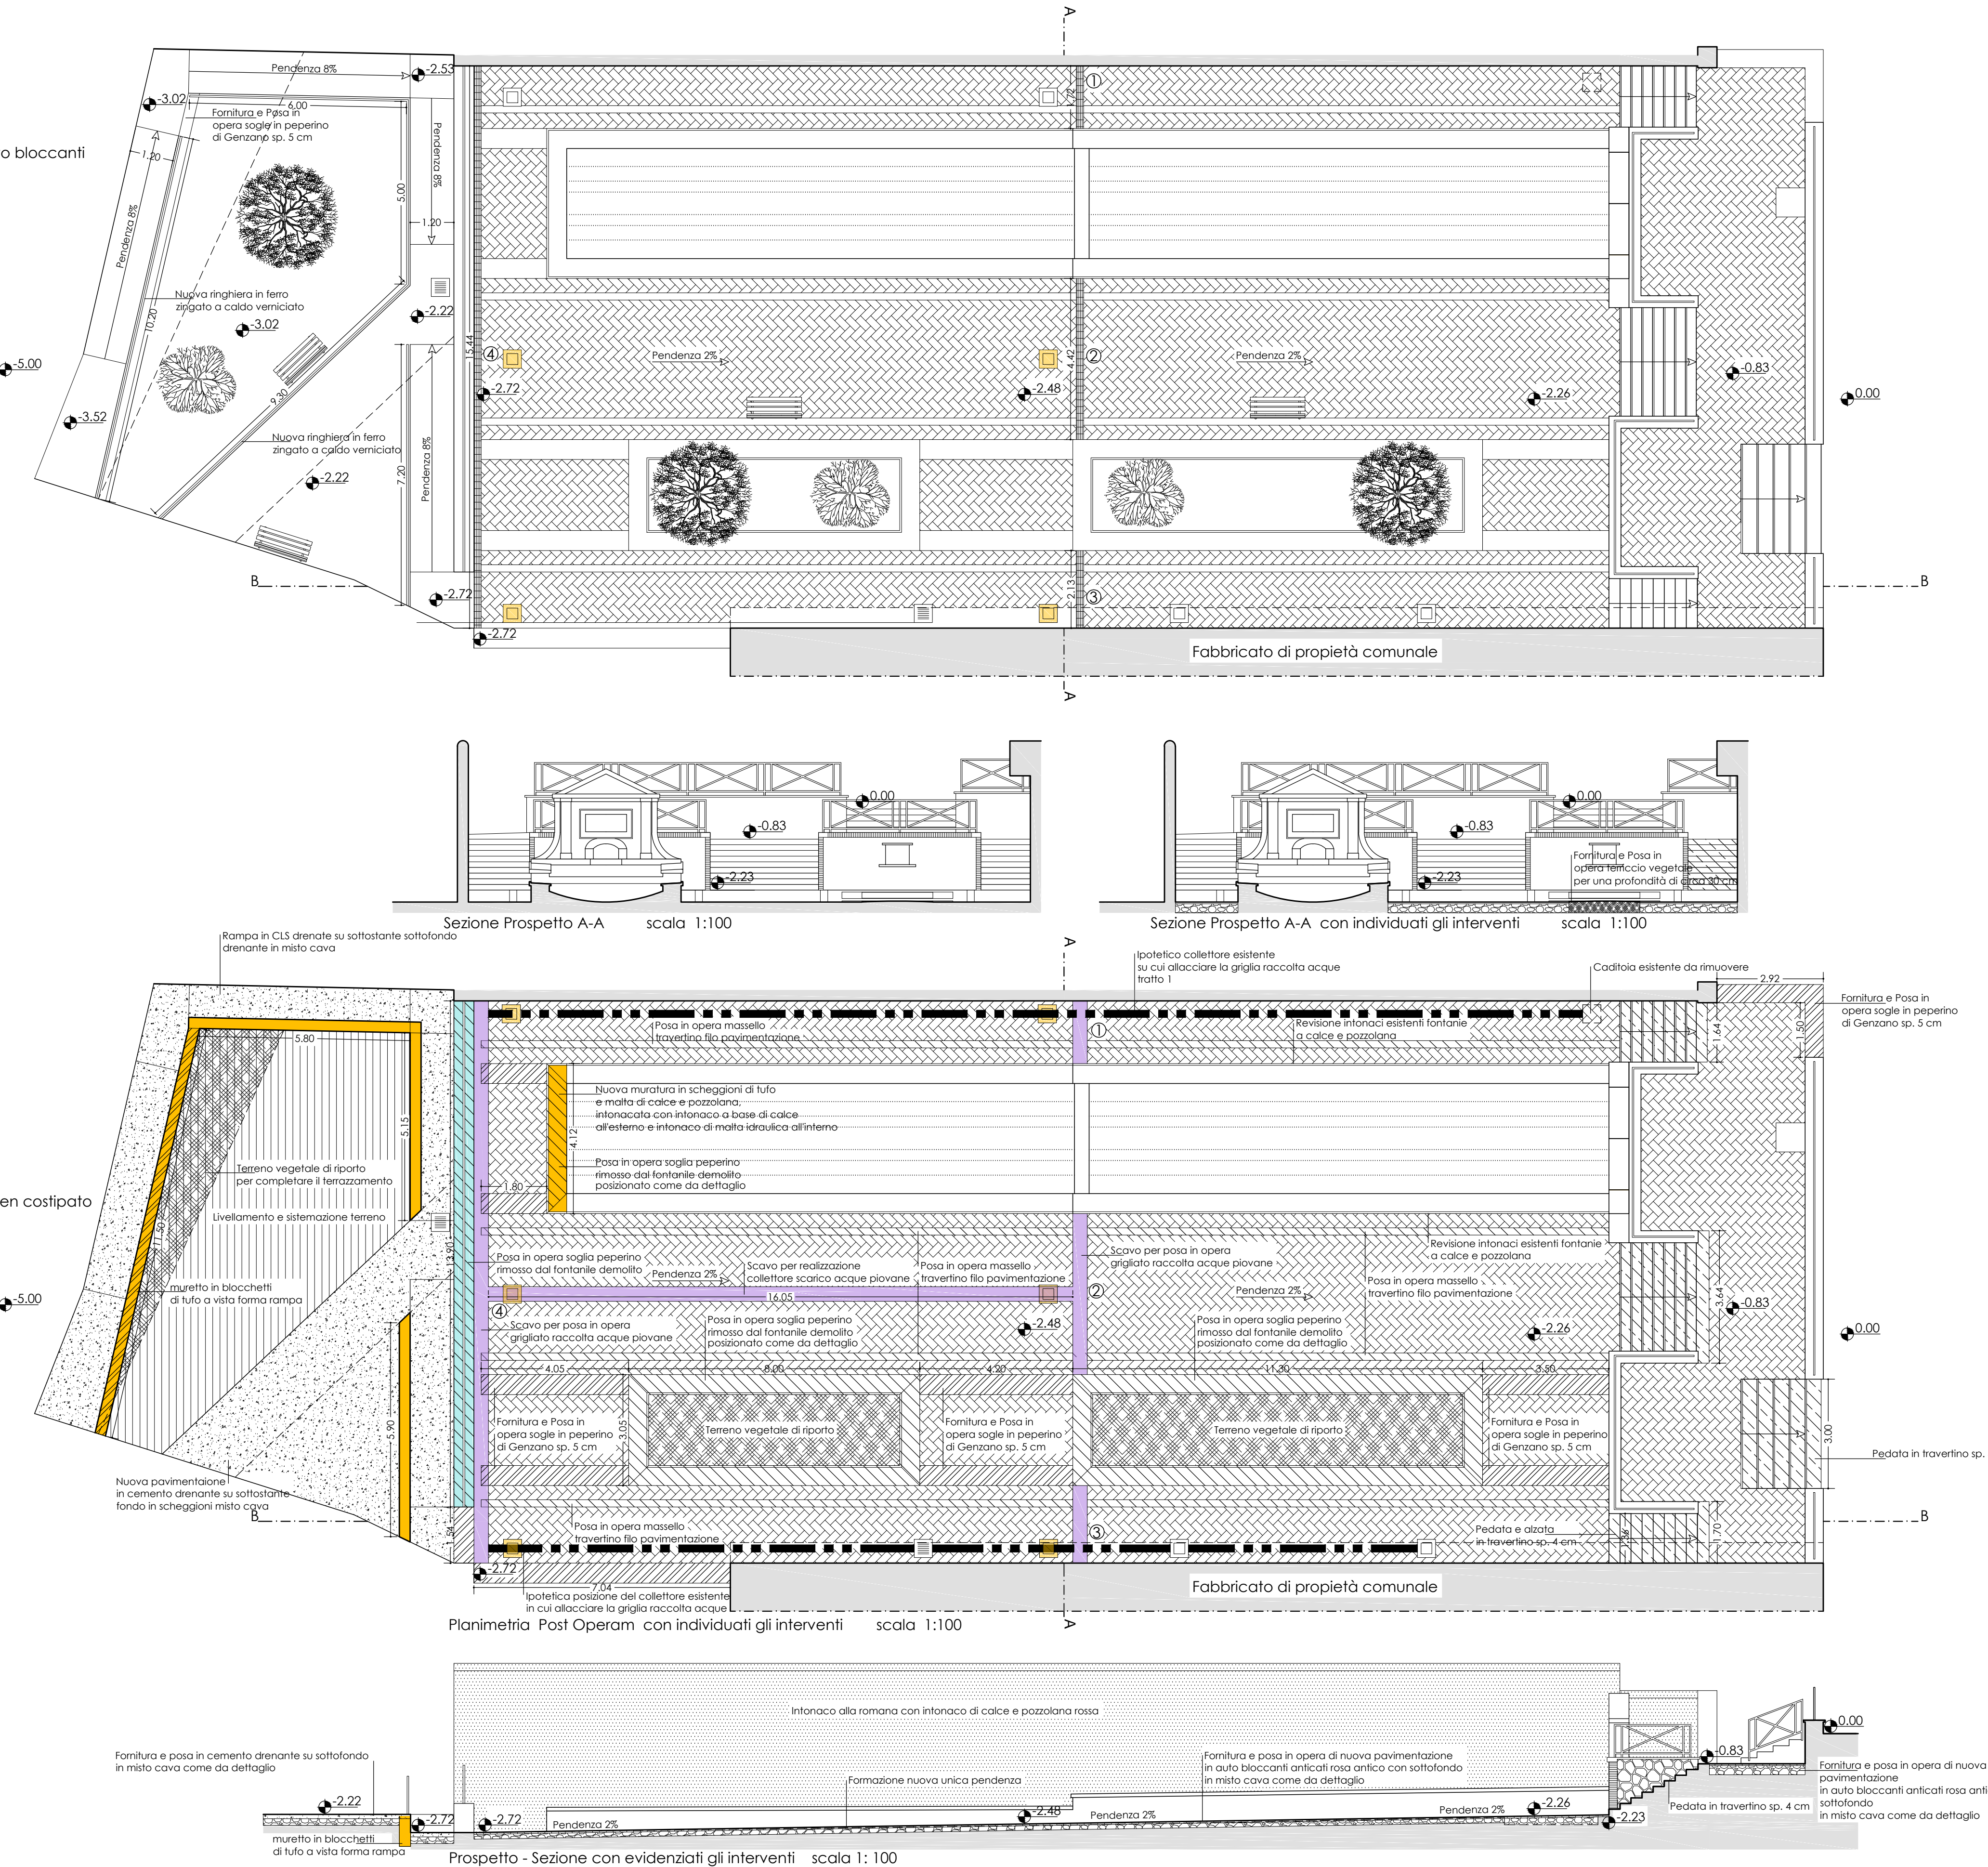 A
Pendenza 8%
-2.53
-3.02
6.00
Fornitura e Posa in
opera sogle in peperino
di Genzano sp. 5 cm
o bloccanti
1.20
Pendenza 8%
5.00
Pendenza 8%
1.20
1.72
①
Nuova ringhiera in ferro
zingato a caldo verniciato
10.20
-3.02
-2.22
15.44
-5.00
④
Pendenza 2%
4.42
②
Pendenza 2%
-0.83
-2.72
-2.48
-2.26
0.00
9.30
-3.52
Nuova ringhiera in ferro
zingato a caldo verniciato
-2.22
7.20
Pendenza 8%
B
B
-2.72
2.13
③
-2.72
Fabbricato di propietà comunale
A
0.00
-0.83
-2.23
Sezione Prospetto A-A scala 1:100
0.00
-0.83
-2.23
Fornitura e Posa in
opera terriccio vegetale
per una profondità di circa 30 cm
Sezione Prospetto A-A con individuati gli interventi scala 1:100
Rampa in CLS drenate su sottostante sottofondo
drenante in misto cava
A
Ipotetico collettore esistente
su cui allacciare la griglia raccolta acque
tratto 1
Caditoia esistente da rimuovere
2.92
Fornitura e Posa in
opera sogle in peperino
di Genzano sp. 5 cm
5.80
Posa in opera massello
travertino filo pavimentazione
①
Revisione intonaci esistenti fontanie
a calce e pozzolana
1.64
1.50
Nuova muratura in scheggioni di tufo
e malta di calce e pozzolana,
intonacata con intonaco a base di calce
all'esterno e intonaco di malta idraulica all'interno
5.15
4.12
Posa in opera soglia peperino
rimosso dal fontanile demolito
posizionato come da dettaglio
1.80
Terreno vegetale di riporto
per completare il terrazzamento
en costipato
Livellamento e sistemazione terreno
11.50
13.90
Posa in opera soglia peperino
rimosso dal fontanile demolito
Pendenza 2%
Scavo per realizzazione
collettore scarico acque piovane
Posa in opera massello
travertino filo pavimentazione
Scavo per posa in opera
grigliato raccolta acque piovane
Revisione intonaci esistenti fontanie
a calce e pozzolana
Posa in opera massello
travertino filo pavimentazione
muretto in blocchetti
di tufo a vista forma rampa
16.05
②
Pendenza 2%
3.64
-0.83
-5.00
④
Scavo per posa in opera
grigliato raccolta acque piovane
Posa in opera soglia peperino
rimosso dal fontanile demolito
posizionato come da dettaglio
-2.48
Posa in opera soglia peperino
rimosso dal fontanile demolito
posizionato come da dettaglio
-2.26
0.00
4.05
8.00
4.20
11.30
3.50
5.90
Fornitura e Posa in
opera sogle in peperino
di Genzano sp. 5 cm
3.05
Terreno vegetale di riporto
Fornitura e Posa in
opera sogle in peperino
di Genzano sp. 5 cm
Terreno vegetale di riporto
Fornitura e Posa in
opera sogle in peperino
di Genzano sp. 5 cm
3.00
Pedata in travertino sp.
Nuova pavimentaione
in cemento drenante su sottostante
fondo in scheggioni misto cava
B
B
1.54
Posa in opera massello
travertino filo pavimentazione
③
Pedata e alzata
in travertino sp. 4 cm
1.36
1.70
-2.72
7.04
Ipotetica posizione del collettore esistente
in cui allacciare la griglia raccolta acque
Fabbricato di propietà comunale
Planimetria Post Operam con individuati gli interventi scala 1:100
A
Intonaco alla romana con intonaco di calce e pozzolana rossa
0.00
Fornitura e posa in cemento drenante su sottofondo
in misto cava come da dettaglio
Formazione nuova unica pendenza
Fornitura e posa in opera di nuova pavimentazione
in auto bloccanti anticati rosa antico con sottofondo
in misto cava come da dettaglio
-0.83
Fornitura e posa in opera di nuova
pavimentazione
in auto bloccanti anticati rosa anti
sottofondo
in misto cava come da dettaglio
-2.22
-2.72
-2.72
Pendenza 2%
-2.48
Pendenza 2%
Pendenza 2%
-2.26
-2.23
Pedata in travertino sp. 4 cm
muretto in blocchetti
di tufo a vista forma rampa
Prospetto - Sezione con evidenziati gli interventi scala 1: 100